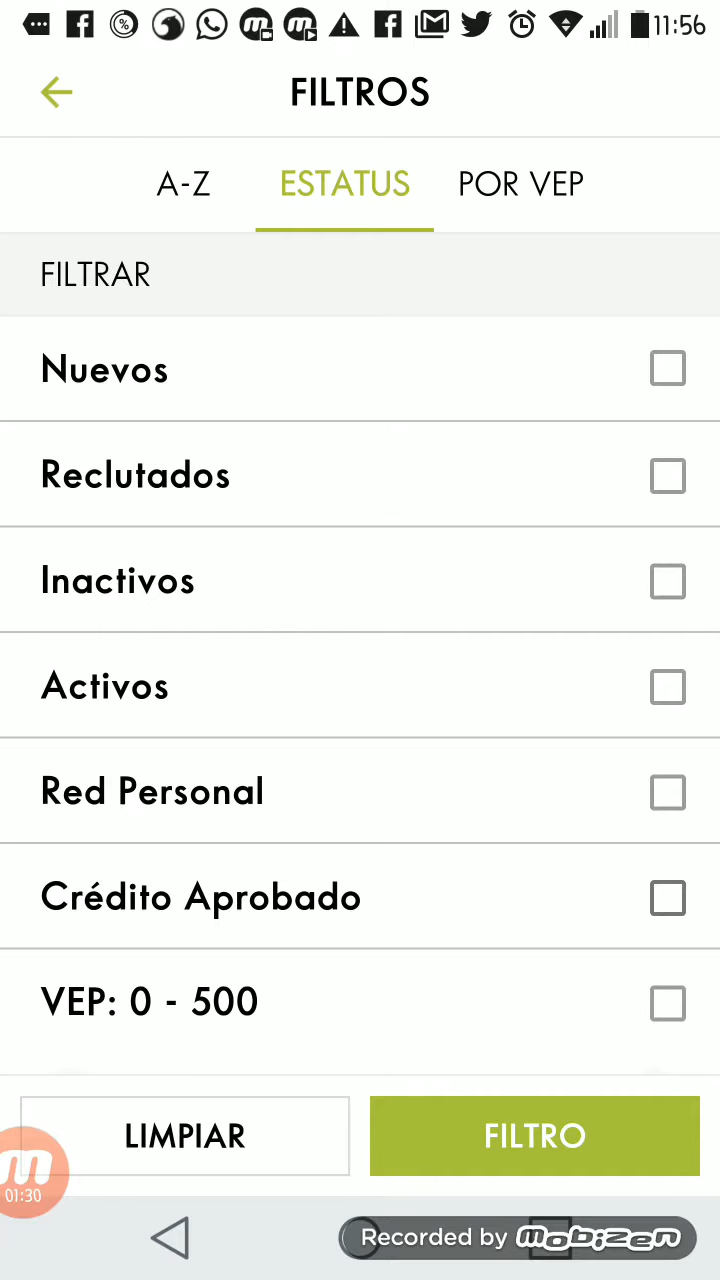 11:56
FILTROS
A-Z ESTATUS POR VEP
FILTRAR
Nuevos
Reclutados
Inactivos
Activos
Red Personal
Crédito Aprobado
VEP: 0 - 500
LIMPIAR FILTRO
01:30
Recorded by mobizen